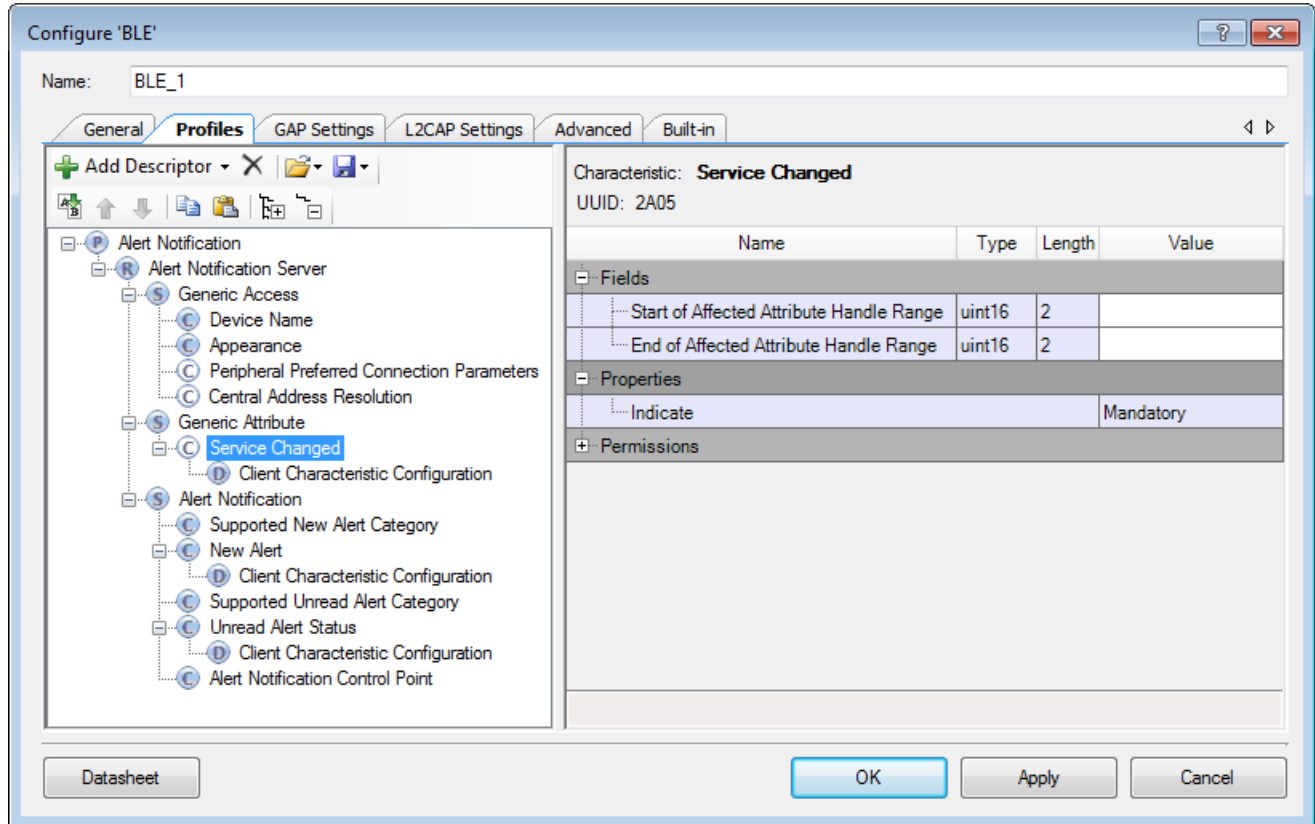 Configure 'BLE'
Name: BLE_1
General Profiles GAP Settings L2CAP Settings Advanced Built-in
Add Descriptor
Alert Notification
Alert Notification Server
Generic Access
Device Name
Appearance
Peripheral Preferred Connection Parameters
Central Address Resolution
Generic Attribute
Service Changed
Client Characteristic Configuration
Alert Notification
Supported New Alert Category
New Alert
Client Characteristic Configuration
Supported Unread Alert Category
Unread Alert Status
Client Characteristic Configuration
Alert Notification Control Point
Characteristic: Service Changed
UUID: 2A05
Name Type Length Value
Fields
Start of Affected Attribute Handle Range uint16 2
End of Affected Attribute Handle Range uint16 2
Properties
Indicate Mandatory
Permissions
Datasheet OK Apply Cancel